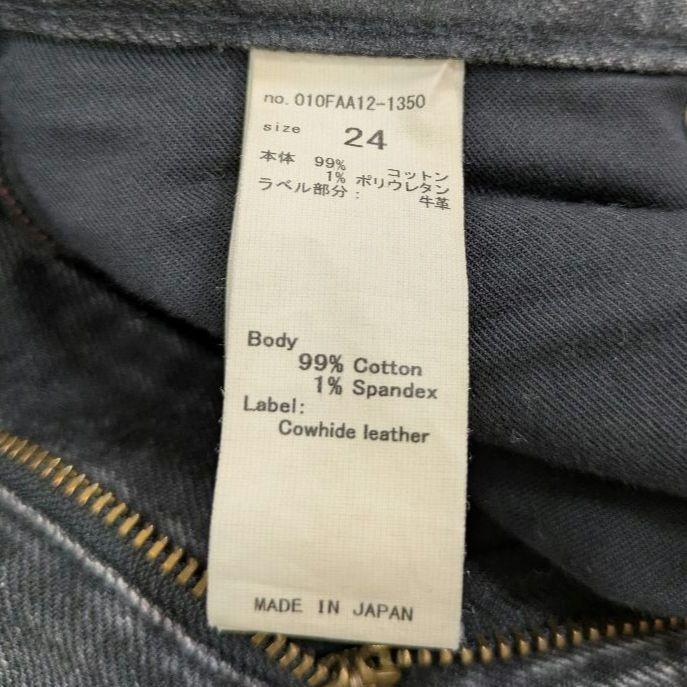 no. 010FAA12-1350
size 24
本体 99% コットン
1% ポリウレタン
ラベル部分: 牛革
Body
99% Cotton
1% Spandex
Label:
Cowhide leather
MADE IN JAPAN